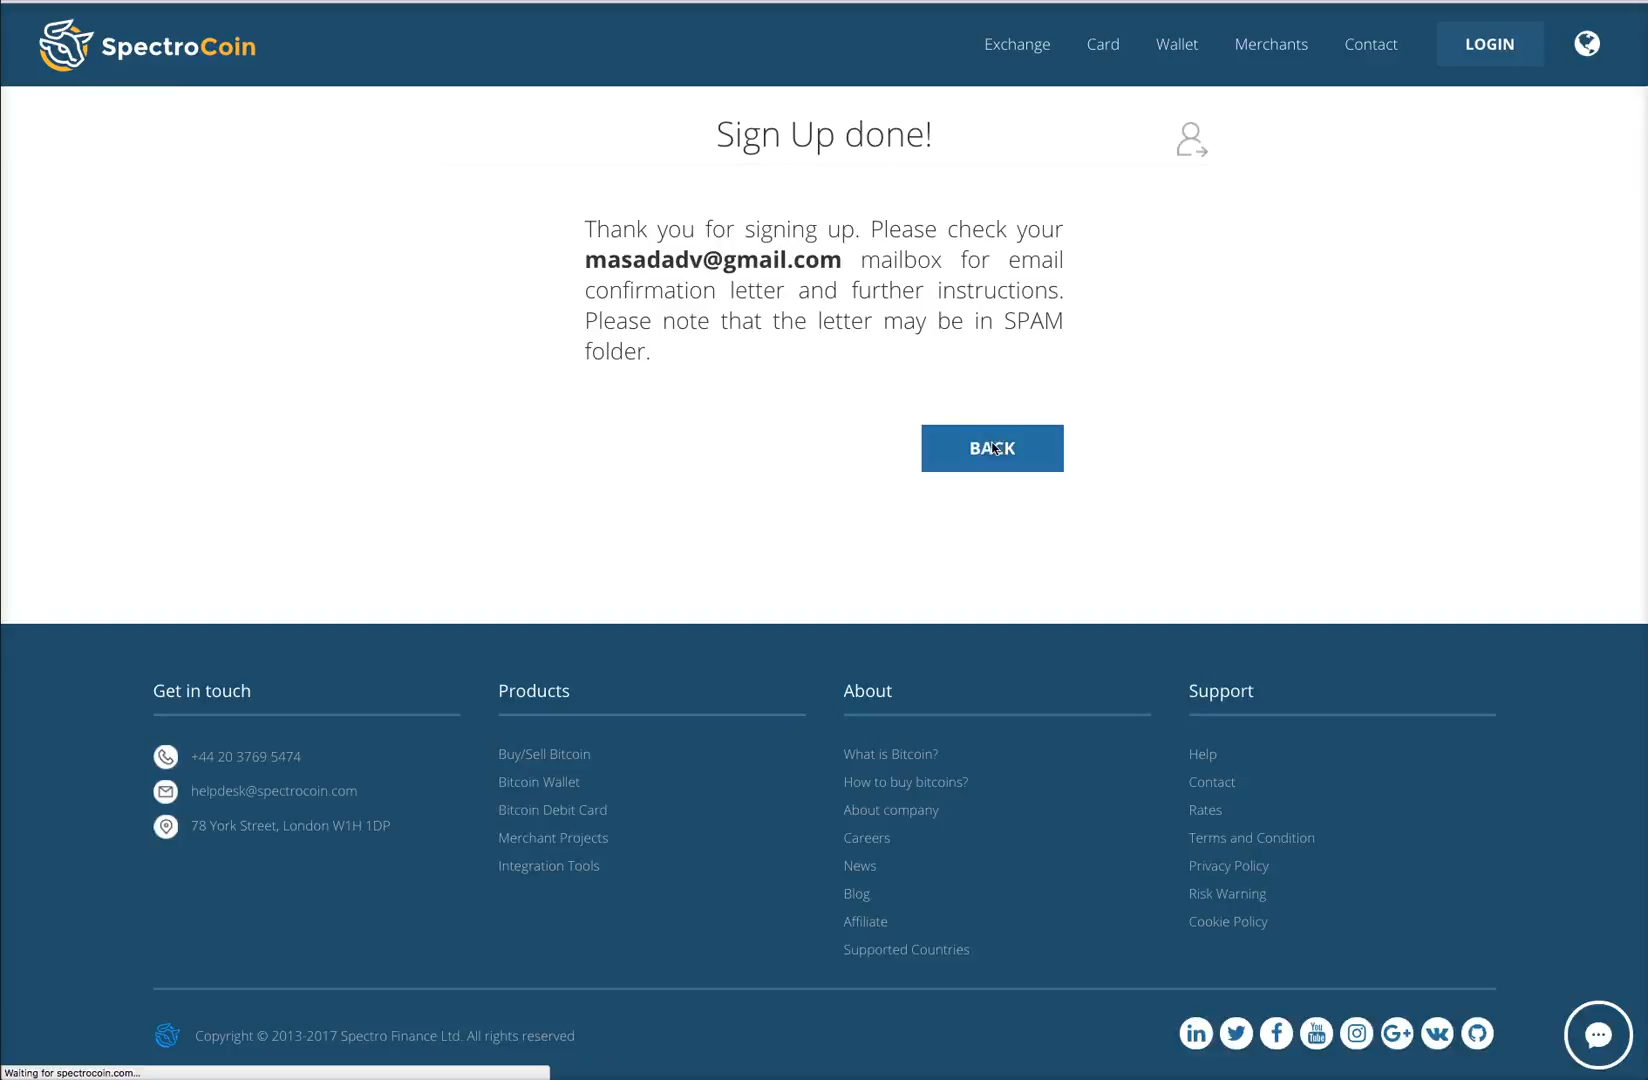 SpectroCoin
Exchange Card Wallet Merchants Contact LOGIN
Sign Up done!
Thank you for signing up. Please check your
masadadv@gmail.com mailbox for email
confirmation letter and further instructions.
Please note that the letter may be in SPAM
folder.
BACK
Get in touch
+44 20 3769 5474
helpdesk@spectrocoin.com
78 York Street, London W1H 1DP
Products
Buy/Sell Bitcoin
Bitcoin Wallet
Bitcoin Debit Card
Merchant Projects
Integration Tools
About
What is Bitcoin?
How to buy bitcoins?
About company
Careers
News
Blog
Affiliate
Supported Countries
Support
Help
Contact
Rates
Terms and Condition
Privacy Policy
Risk Warning
Cookie Policy
Copyright © 2013-2017 Spectro Finance Ltd. All rights reserved
in f You Tube G+
Waiting for spectrocoin.com...